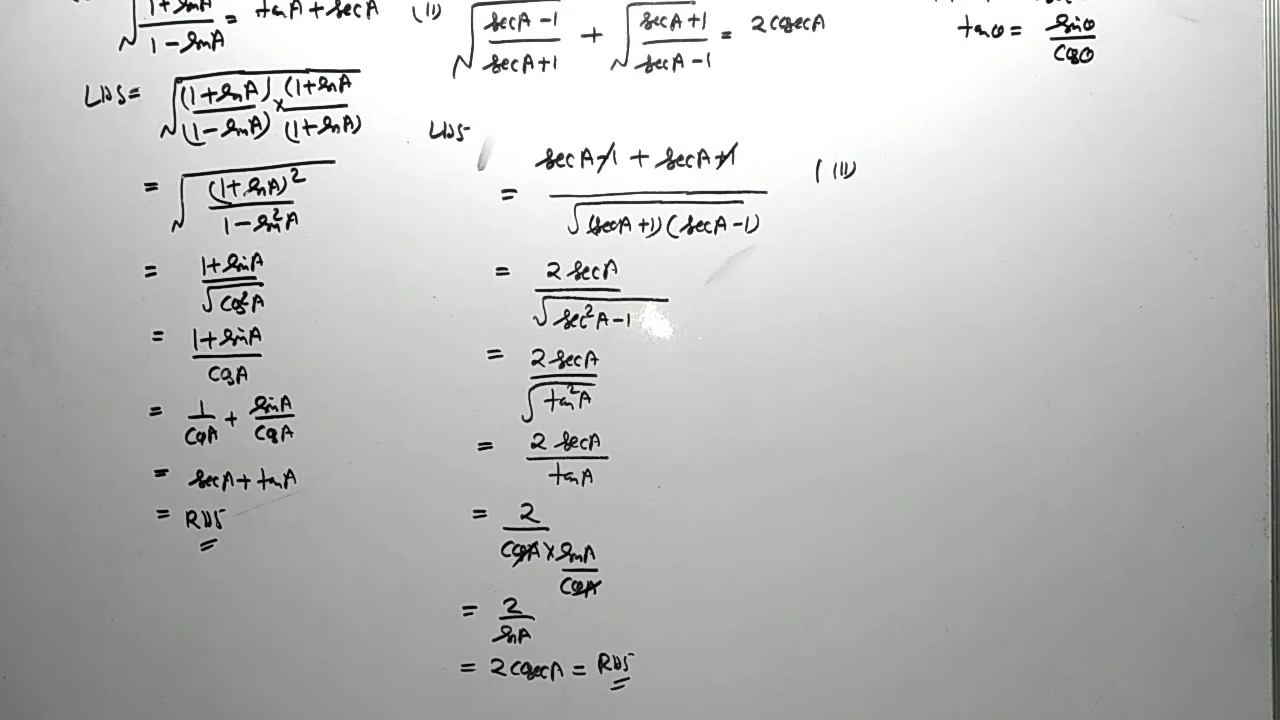 √((1+sinA)/(1−sinA)) = tanA + secA
LHS = √((1+sinA)/(1−sinA) × (1+sinA)/(1+sinA))
= √((1+sinA)²/(1−sin²A))
= (1+sinA)/√(cos²A)
= (1+sinA)/cosA
= 1/cosA + sinA/cosA
= secA + tanA
= RHS
(II) √((secA−1)/(secA+1)) + √((secA+1)/(secA−1)) = 2cosecA
LHS
= (secA−1 + secA+1)/√((secA+1)(secA−1))
= 2secA/√(sec²A−1)
= 2secA/√(tan²A)
= 2secA/tanA
= 2/(cosA × sinA/cosA)
= 2/sinA
= 2cosecA = RHS
(III)
tanθ = sinθ/cosθ